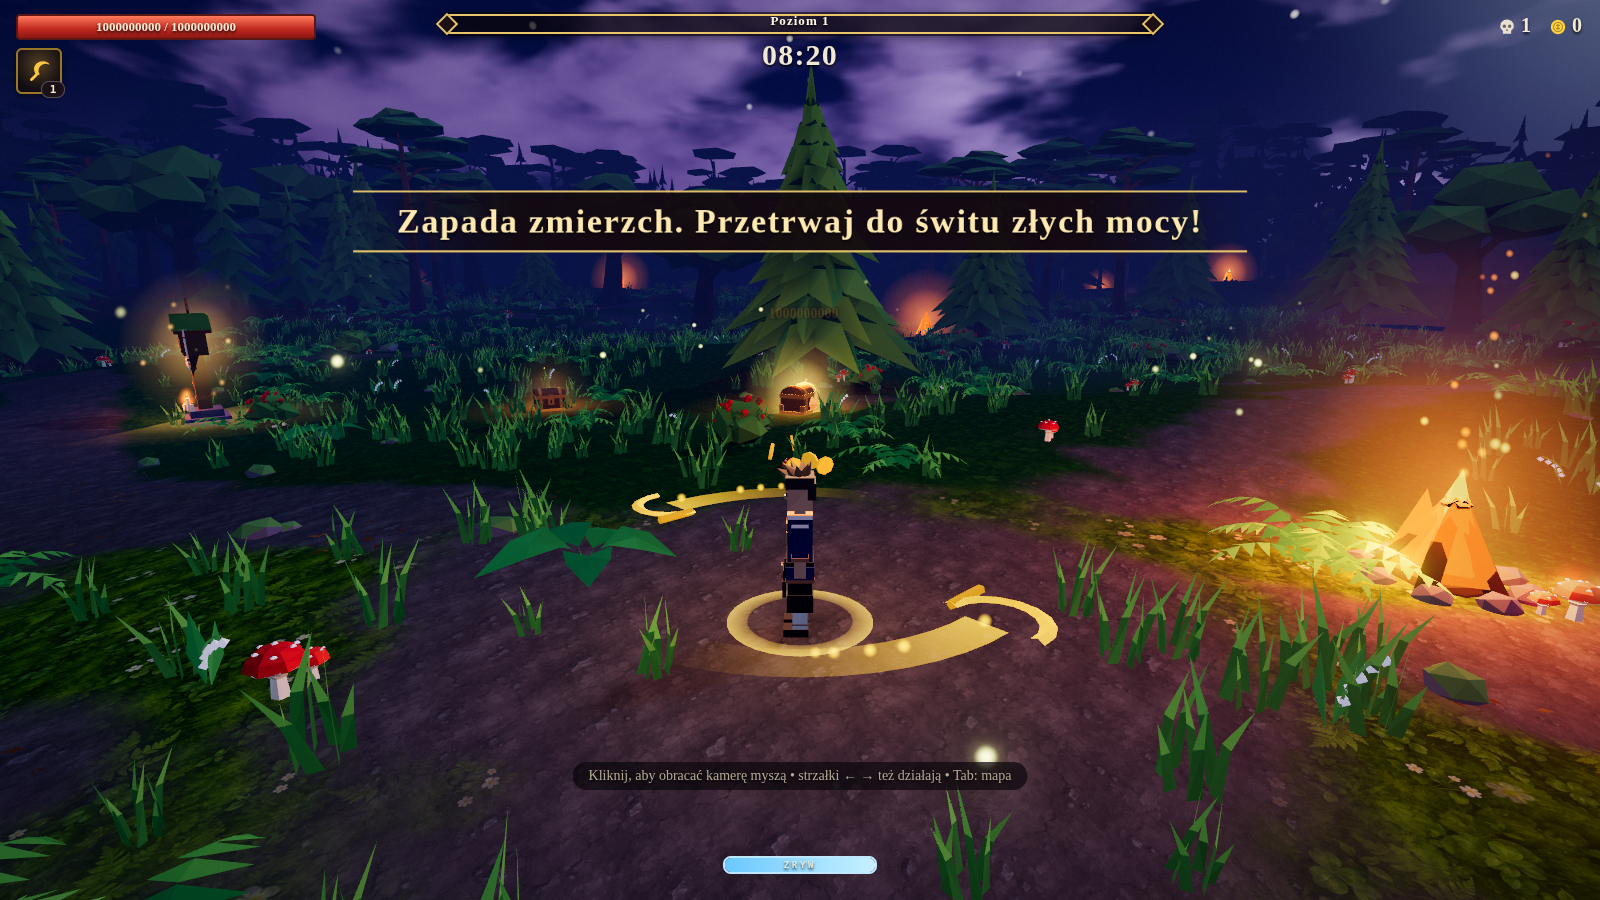 1000000000 / 1000000000
Poziom 1
1
0
08:20
1
Zapada zmierzch. Przetrwaj do świtu złych mocy!
1000000000
Kliknij, aby obracać kamerę myszą • strzałki ← → też działają • Tab: mapa
ZRYW